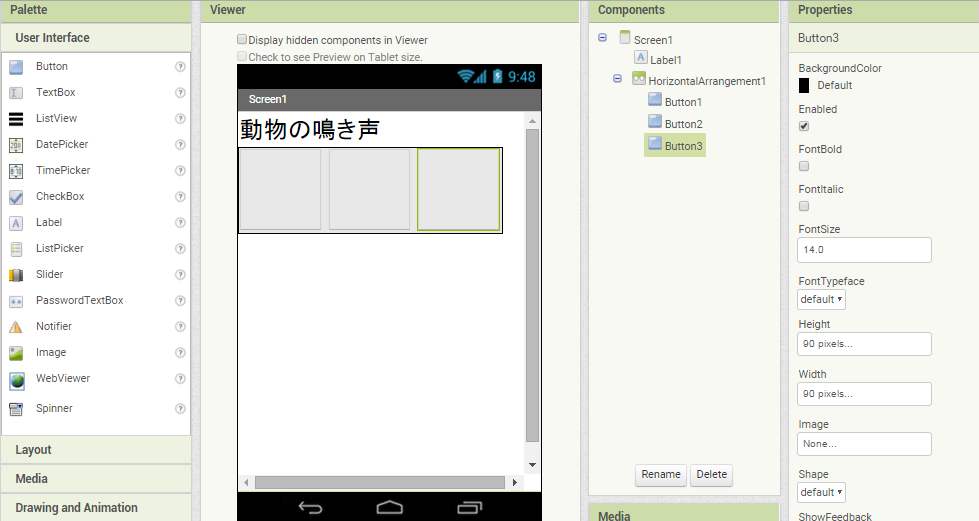 Palette
User Interface
Button
TextBox
ListView
DatePicker
TimePicker
CheckBox
Label
ListPicker
Slider
PasswordTextBox
Notifier
Image
WebViewer
Spinner
Layout
Media
Drawing and Animation
Viewer
Display hidden components in Viewer
Check to see Preview on Tablet size.
9:48
Screen1
動物の鳴き声
Components
Screen1
Label1
HorizontalArrangement1
Button1
Button2
Button3
Rename Delete
Media
Properties
Button3
BackgroundColor
Default
Enabled
FontBold
FontItalic
FontSize
14.0
FontTypeface
default
Height
90 pixels...
Width
90 pixels...
Image
None...
Shape
default
ShowFeedback